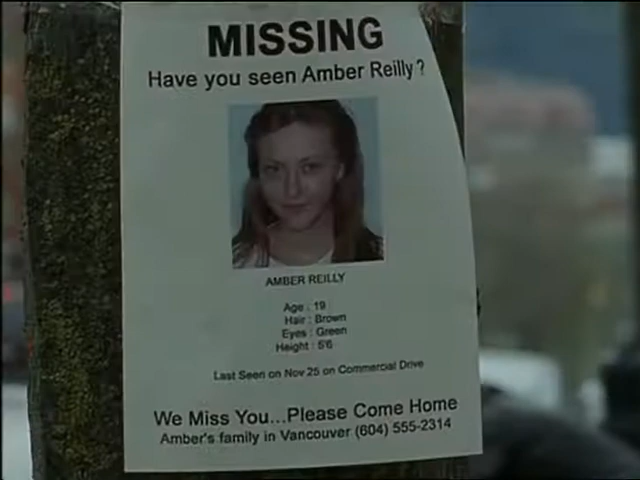 MISSING
Have you seen Amber Reilly?
AMBER REILLY
Age : 19
Hair : Brown
Eyes : Green
Height : 5'6
Last Seen on Nov 25 on Commercial Drive
We Miss You...Please Come Home
Amber's family in Vancouver (604) 555-2314